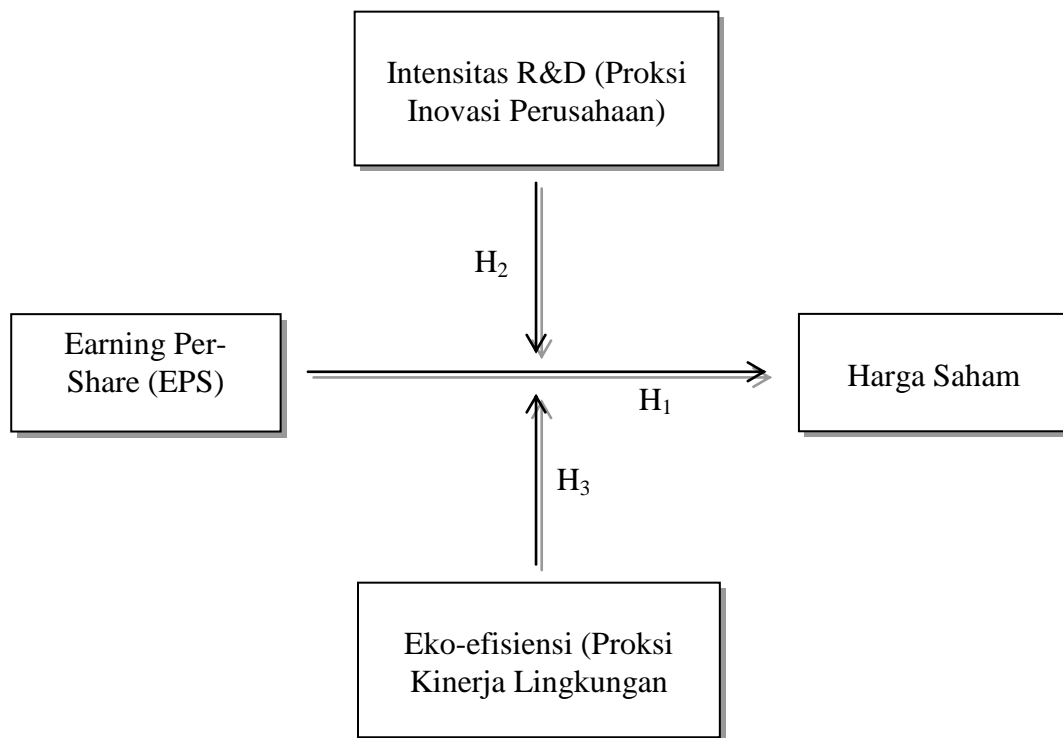 Intensitas R&D (Proksi
Inovasi Perusahaan)
H₂
Earning Per-
Share (EPS)
H₁
Harga Saham
H₃
Eko-efisiensi (Proksi
Kinerja Lingkungan